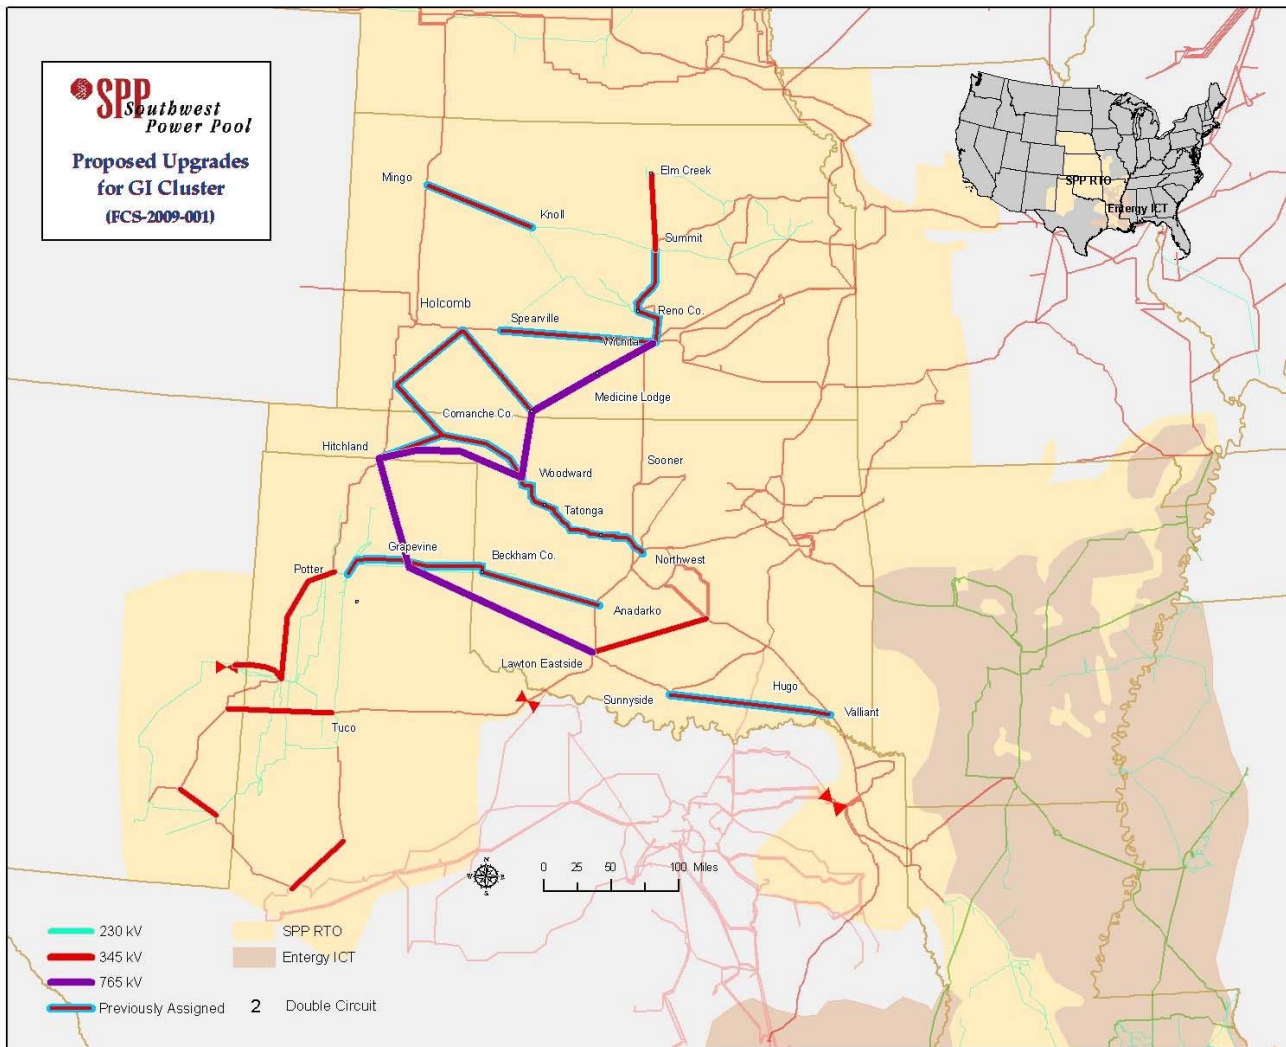 SPP
Southwest
Power Pool
Proposed Upgrades
for GI Cluster
(FCS-2009-001)
SPP RTO
Entergy ICT
Mingo
Elm Creek
Knoll
Summit
Holcomb
Spearville
Reno Co.
Wichita
Medicine Lodge
Comanche Co.
Hitchland
Sooner
Woodward
Tatonga
Grapevine
Beckham Co.
Northwest
Potter
Anadarko
Lawton Eastside
Sunnyside
Hugo
Valliant
Tuco
N
W E
S
0 25 50 100 Miles
230 kV
SPP RTO
345 kV
Entergy ICT
765 kV
Previously Assigned
2 Double Circuit